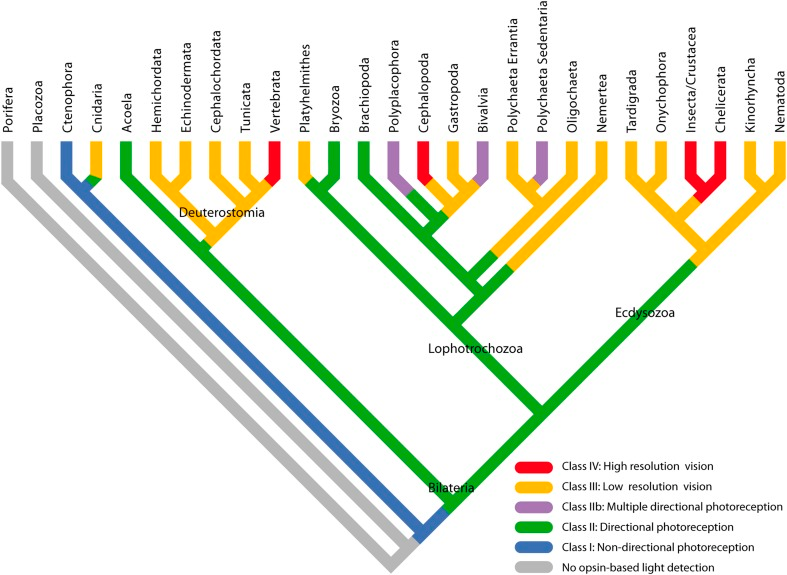 Porifera
Placozoa
Ctenophora
Cnidaria
Acoela
Hemichordata
Echinodermata
Cephalochordata
Tunicata
Vertebrata
Platyhelmithes
Bryozoa
Brachiopoda
Polyplacophora
Cephalopoda
Gastropoda
Bivalvia
Polychaeta Errantia
Polychaeta Sedentaria
Oligochaeta
Nemertea
Tardigrada
Onychophora
Insecta/Crustacea
Chelicerata
Kinorhyncha
Nematoda
Deuterostomia
Ecdysozoa
Lophotrochozoa
Bilateria
Class IV: High resolution vision
Class III: Low resolution vision
Class IIb: Multiple directional photoreception
Class II: Directional photoreception
Class I: Non-directional photoreception
No opsin-based light detection